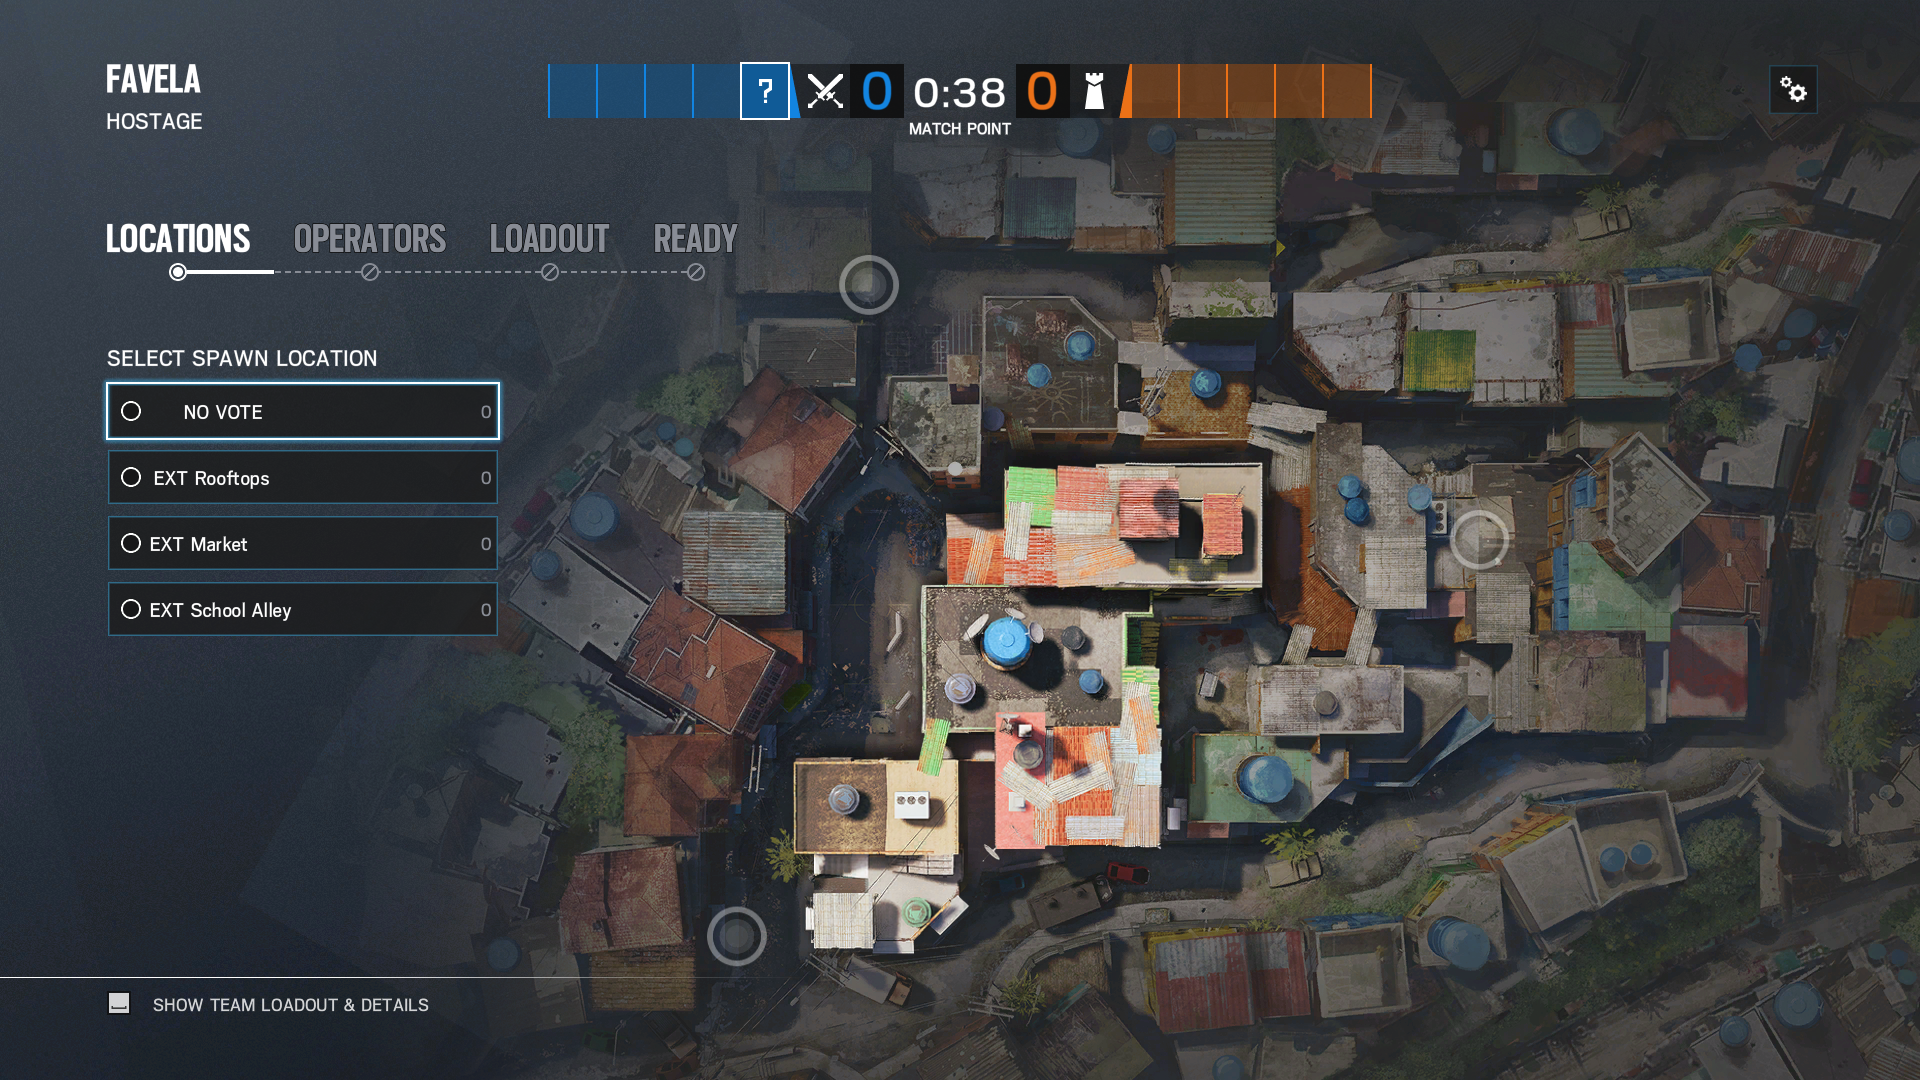 FAVELA
HOSTAGE
?
0
0:38
0
MATCH POINT
LOCATIONS
OPERATORS
LOADOUT
READY
SELECT SPAWN LOCATION
NO VOTE
0
EXT Rooftops
0
EXT Market
0
EXT School Alley
0
SHOW TEAM LOADOUT & DETAILS